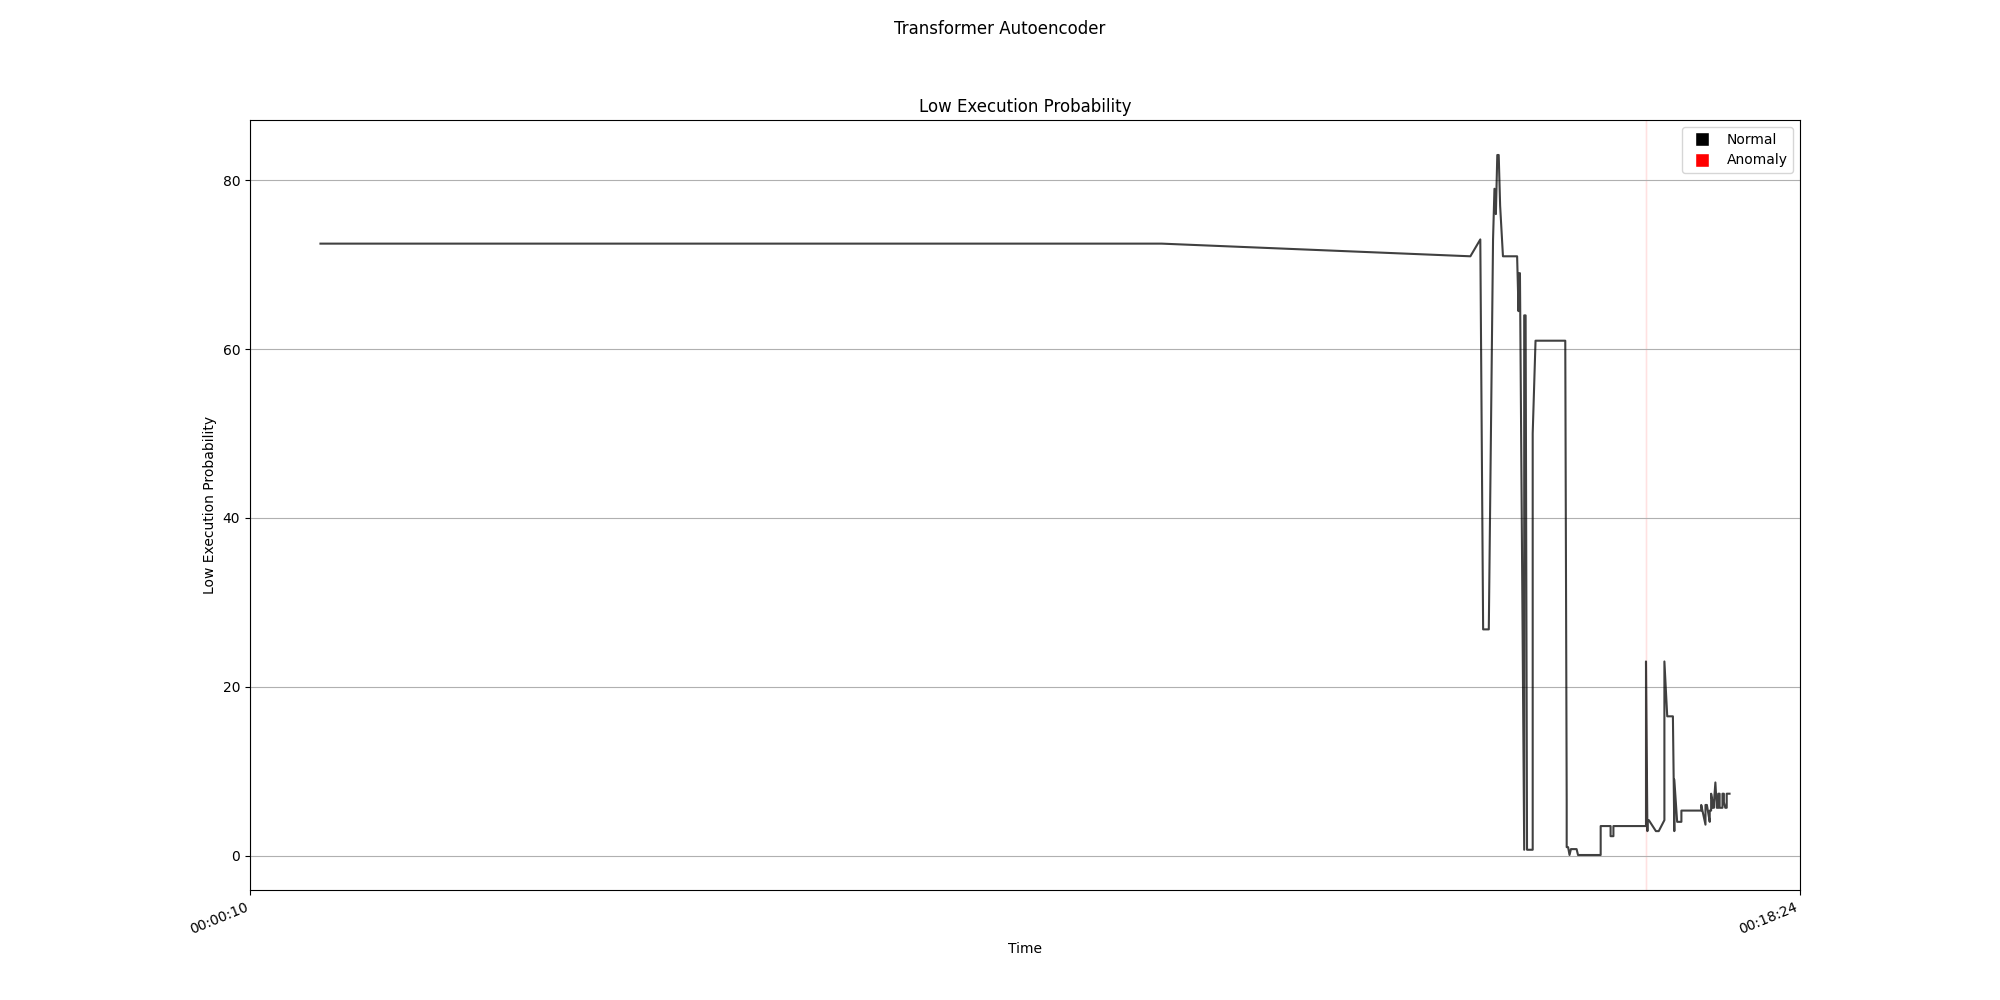 Transformer Autoencoder
Low Execution Probability
Normal
Anomaly
80
60
40
20
0
Low Execution Probability
00:00:10
00:18:24
Time